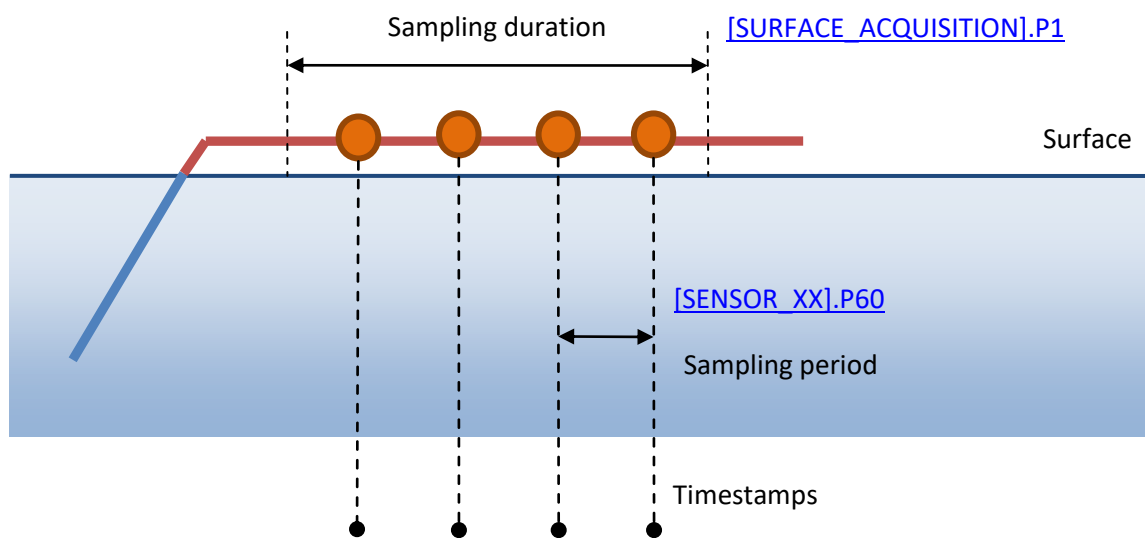 Sampling duration
[SURFACE_ACQUISITION].P1
Surface
[SENSOR_XX].P60
Sampling period
Timestamps